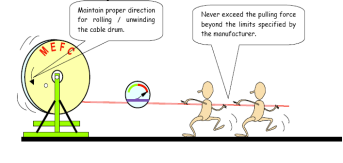 Maintain proper direction
for rolling / unwinding
the cable drum.
Never exceed the pulling force
beyond the limits specified by
the manufacturer.
MEFC